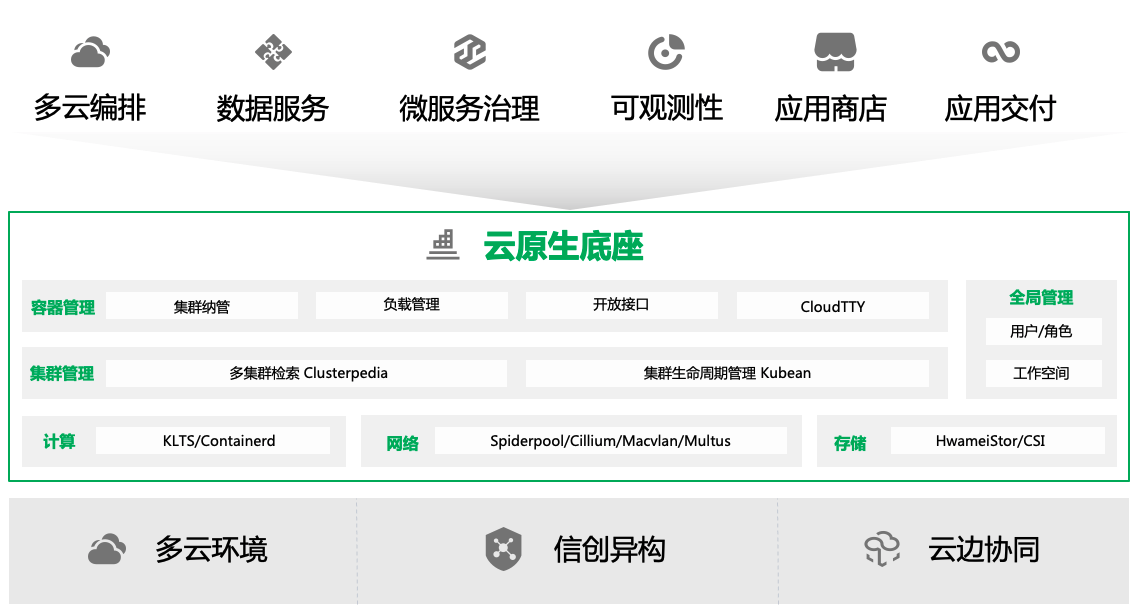 多云编排
数据服务
微服务治理
可观测性
应用商店
应用交付
云原生底座
容器管理
集群纳管
负载管理
开放接口
CloudTTY
全局管理
用户/角色
工作空间
集群管理
多集群检索 Clusterpedia
集群生命周期管理 Kubean
计算
KLTS/Containerd
网络
Spiderpool/Cillium/Macvlan/Multus
存储
HwameiStor/CSI
多云环境
信创异构
云边协同